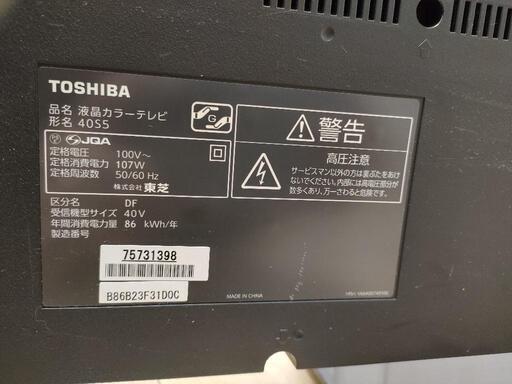 TOSHIBA
品名 液晶カラーテレビ
形名 40S5
PS E JQA
定格電圧 100V～
定格消費電力 107W
定格周波数 50/60 Hz
株式会社 東芝
区分名 DF
受信機型サイズ 40V
年間消費電力量 86 kWh/年
製造番号
75731398
B86B23F31D0C
G
警告
高圧注意
サービスマン以外の方は裏ぶたをあけ
ないでください。内部には高電圧部分が
数多くあり、万一さわると危険です。
MADE IN CHINA